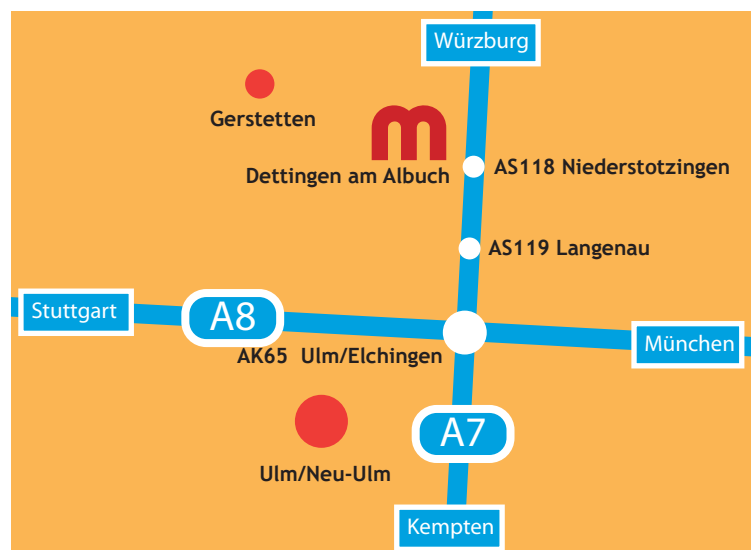 Würzburg
Gerstetten
m
Dettingen am Albuch
AS118 Niederstotzingen
AS119 Langenau
Stuttgart
A8
AK65 Ulm/Elchingen
München
A7
Ulm/Neu-Ulm
Kempten